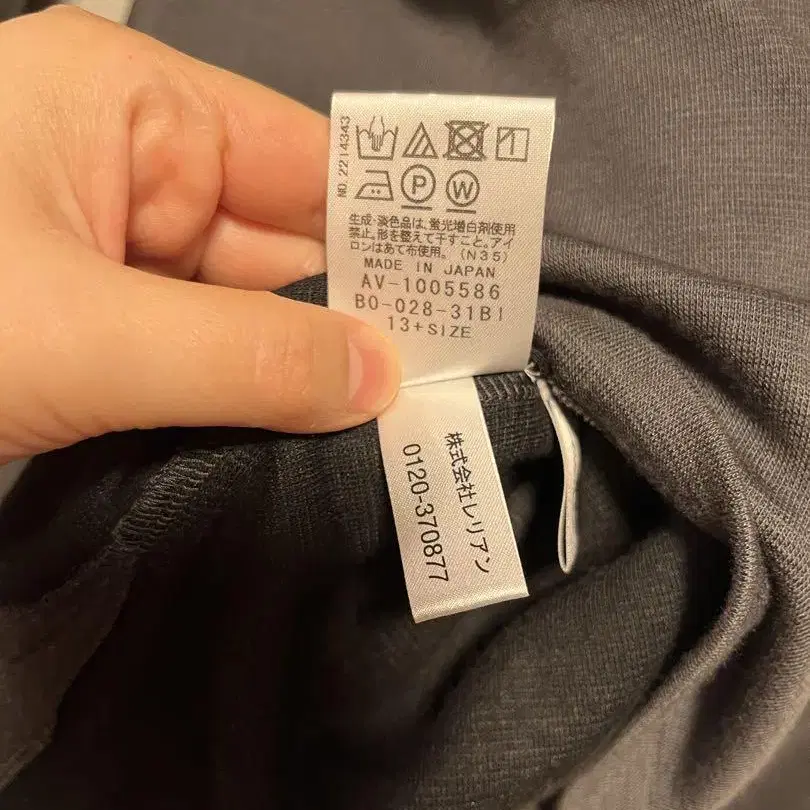 NO.2214343
P W
生成・淡色品は、蛍光増白剤使用
禁止。形を整えて干すこと。アイ
ロンはあて布使用。(N35)
MADE IN JAPAN
AV-1005586
B0-028-31BI
13+SIZE
株式会社レリアン
0120-370877